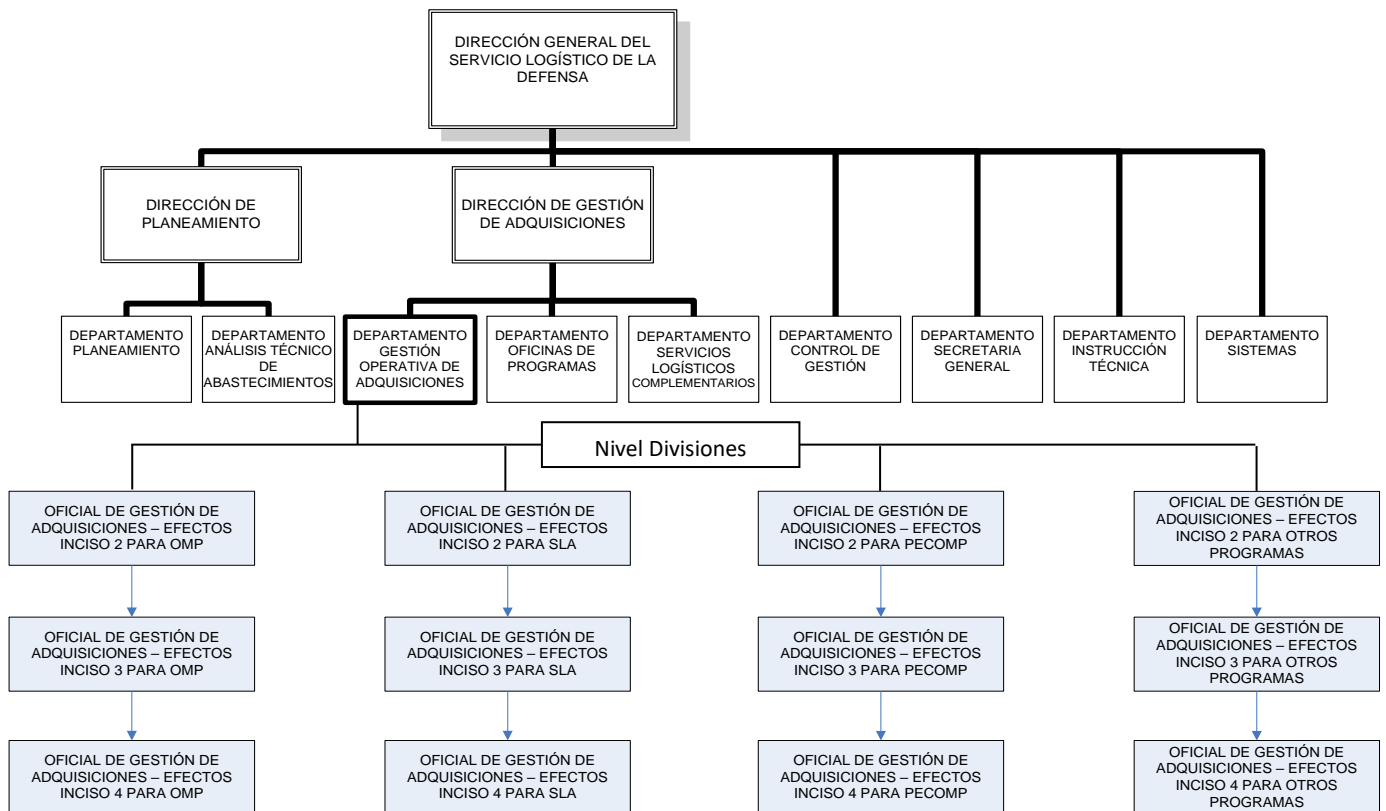 DIRECCIÓN GENERAL DEL
SERVICIO LOGÍSTICO DE LA
DEFENSA
DIRECCIÓN DE
PLANEAMIENTO
DIRECCIÓN DE GESTIÓN
DE ADQUISICIONES
DEPARTAMENTO
PLANEAMIENTO
DEPARTAMENTO
ANÁLISIS TÉCNICO
DE
ABASTECIMIENTOS
DEPARTAMENTO
GESTIÓN
OPERATIVA DE
ADQUISICIONES
DEPARTAMENTO
OFICINAS DE
PROGRAMAS
DEPARTAMENTO
SERVICIOS
LOGÍSTICOS
COMPLEMENTARIOS
DEPARTAMENTO
CONTROL DE
GESTIÓN
DEPARTAMENTO
SECRETARIA
GENERAL
DEPARTAMENTO
INSTRUCCIÓN
TÉCNICA
DEPARTAMENTO
SISTEMAS
Nivel Divisiones
OFICIAL DE GESTIÓN DE
ADQUISICIONES – EFECTOS
INCISO 2 PARA OMP
OFICIAL DE GESTIÓN DE
ADQUISICIONES – EFECTOS
INCISO 2 PARA SLA
OFICIAL DE GESTIÓN DE
ADQUISICIONES – EFECTOS
INCISO 2 PARA PECOMP
OFICIAL DE GESTIÓN DE
ADQUISICIONES – EFECTOS
INCISO 2 PARA OTROS
PROGRAMAS
OFICIAL DE GESTIÓN DE
ADQUISICIONES – EFECTOS
INCISO 3 PARA OMP
OFICIAL DE GESTIÓN DE
ADQUISICIONES – EFECTOS
INCISO 3 PARA SLA
OFICIAL DE GESTIÓN DE
ADQUISICIONES – EFECTOS
INCISO 3 PARA PECOMP
OFICIAL DE GESTIÓN DE
ADQUISICIONES – EFECTOS
INCISO 3 PARA OTROS
PROGRAMAS
OFICIAL DE GESTIÓN DE
ADQUISICIONES – EFECTOS
INCISO 4 PARA OMP
OFICIAL DE GESTIÓN DE
ADQUISICIONES – EFECTOS
INCISO 4 PARA SLA
OFICIAL DE GESTIÓN DE
ADQUISICIONES – EFECTOS
INCISO 4 PARA PECOMP
OFICIAL DE GESTIÓN DE
ADQUISICIONES – EFECTOS
INCISO 4 PARA OTROS
PROGRAMAS